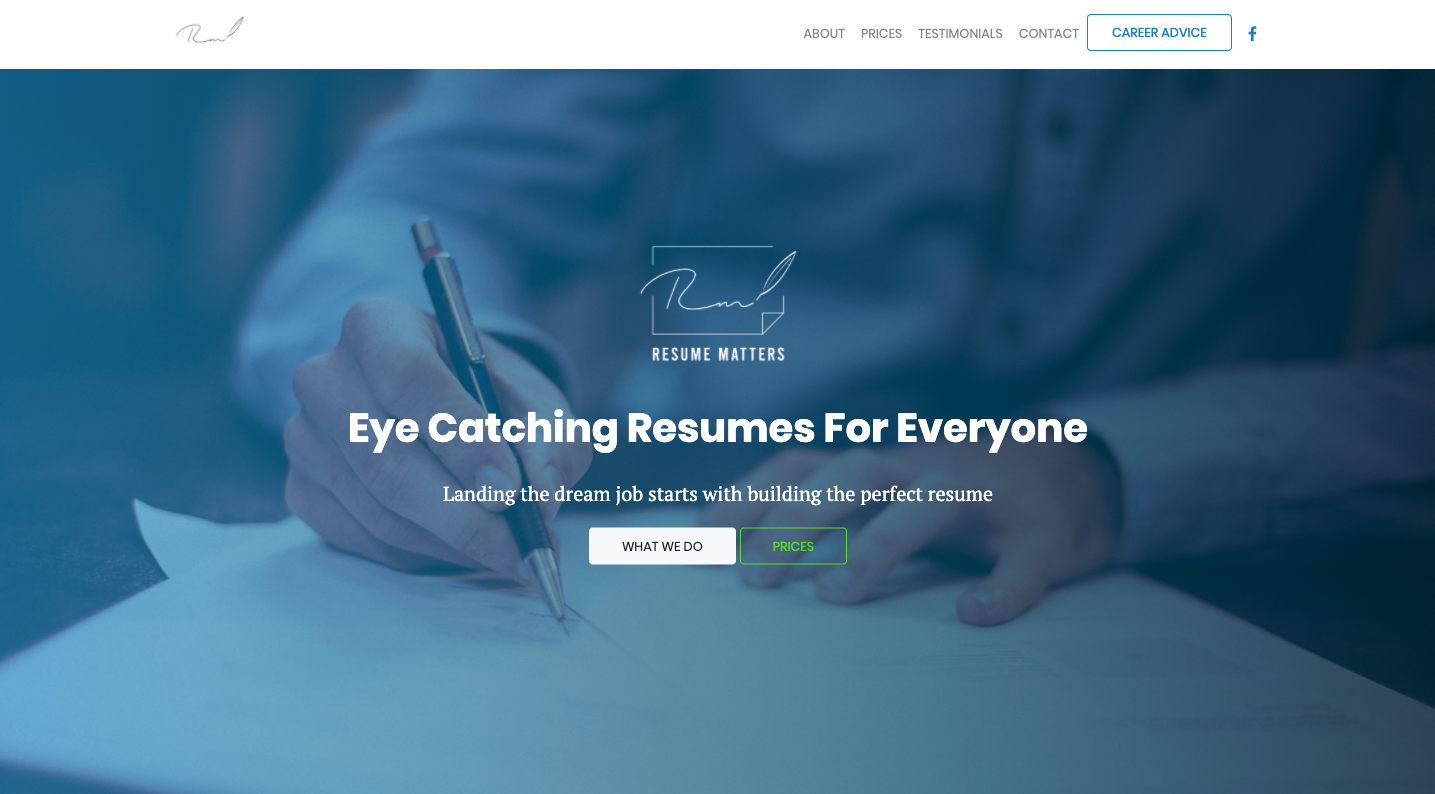 Rm
ABOUT PRICES TESTIMONIALS CONTACT CAREER ADVICE
Rm
RESUME MATTERS
Eye Catching Resumes For Everyone
Landing the dream job starts with building the perfect resume
WHAT WE DO PRICES